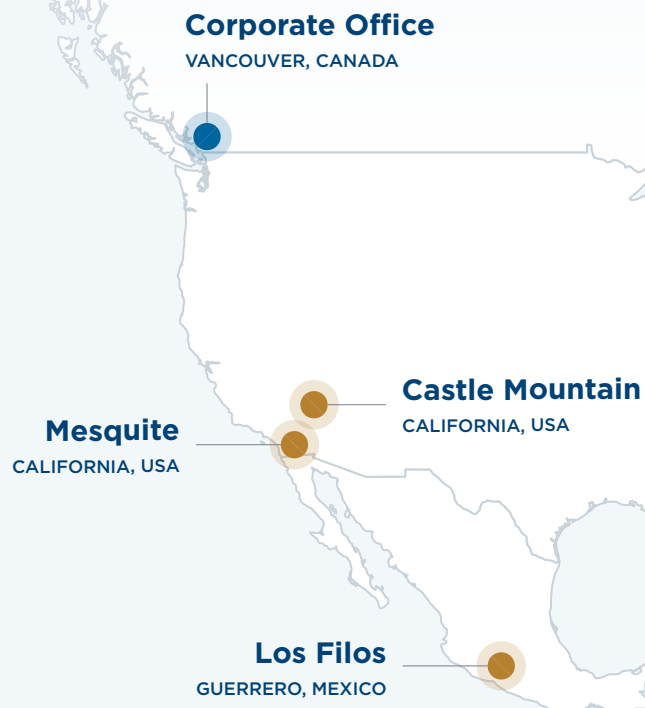 Corporate Office
VANCOUVER, CANADA
Castle Mountain
CALIFORNIA, USA
Mesquite
CALIFORNIA, USA
Los Filos
GUERRERO, MEXICO